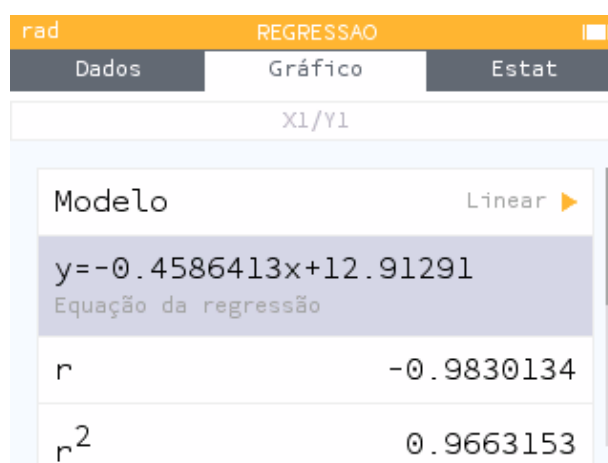 rad REGRESSAO
Dados Gráfico Estat
X1/Y1
Modelo Linear
y=-0.4586413x+12.91291
Equação da regressão
r -0.9830134
r² 0.9663153